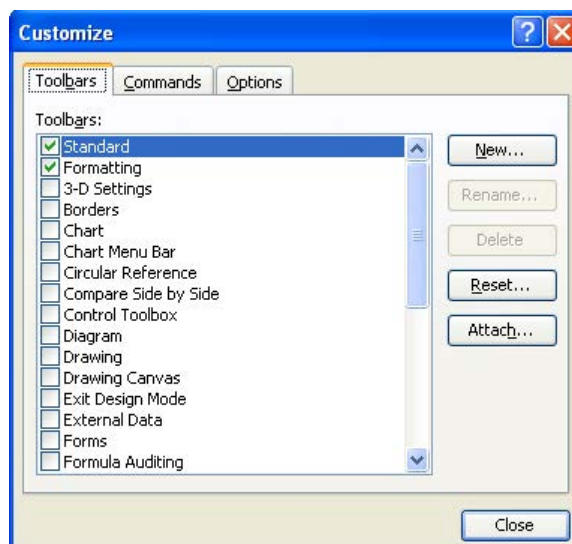 Customize
Toolbars Commands Options
Toolbars:
Standard
Formatting
3-D Settings
Borders
Chart
Chart Menu Bar
Circular Reference
Compare Side by Side
Control Toolbox
Diagram
Drawing
Drawing Canvas
Exit Design Mode
External Data
Forms
Formula Auditing
New...
Rename...
Delete
Reset...
Attach...
Close